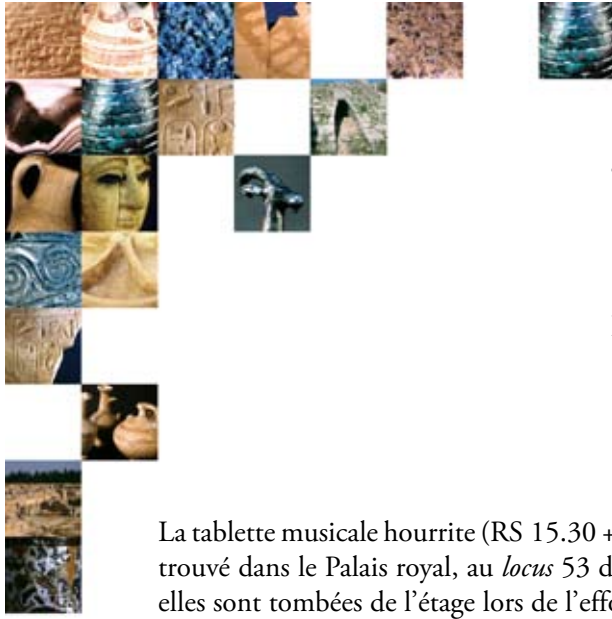 La tablette musicale hourrite (RS 15.30 +
trouvé dans le Palais royal, au locus 53 d
elles sont tombées de l'étage lors de l'effo